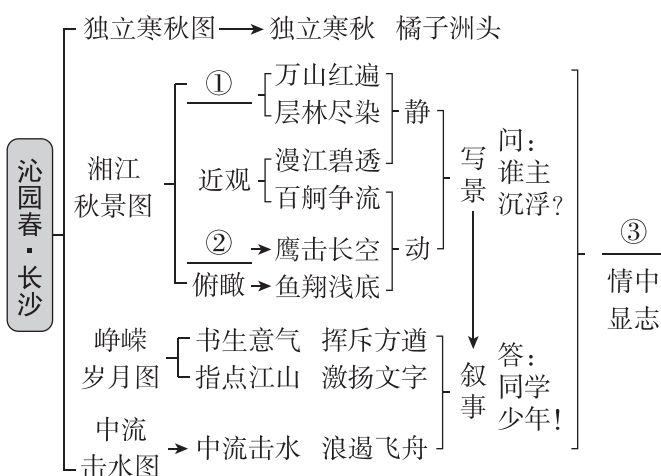 沁园春·长沙
独立寒秋图 独立寒秋 橘子洲头
湘江
秋景图
①
万山红遍
层林尽染
静
近观
漫江碧透
百舸争流
②
鹰击长空
俯瞰
鱼翔浅底
动
写景
问：
谁主
沉浮？
峥嵘
岁月图
书生意气 挥斥方遒
指点江山 激扬文字
中流
击水图
中流击水 浪遏飞舟
叙事
答：
同学
少年！
③
情中
显志